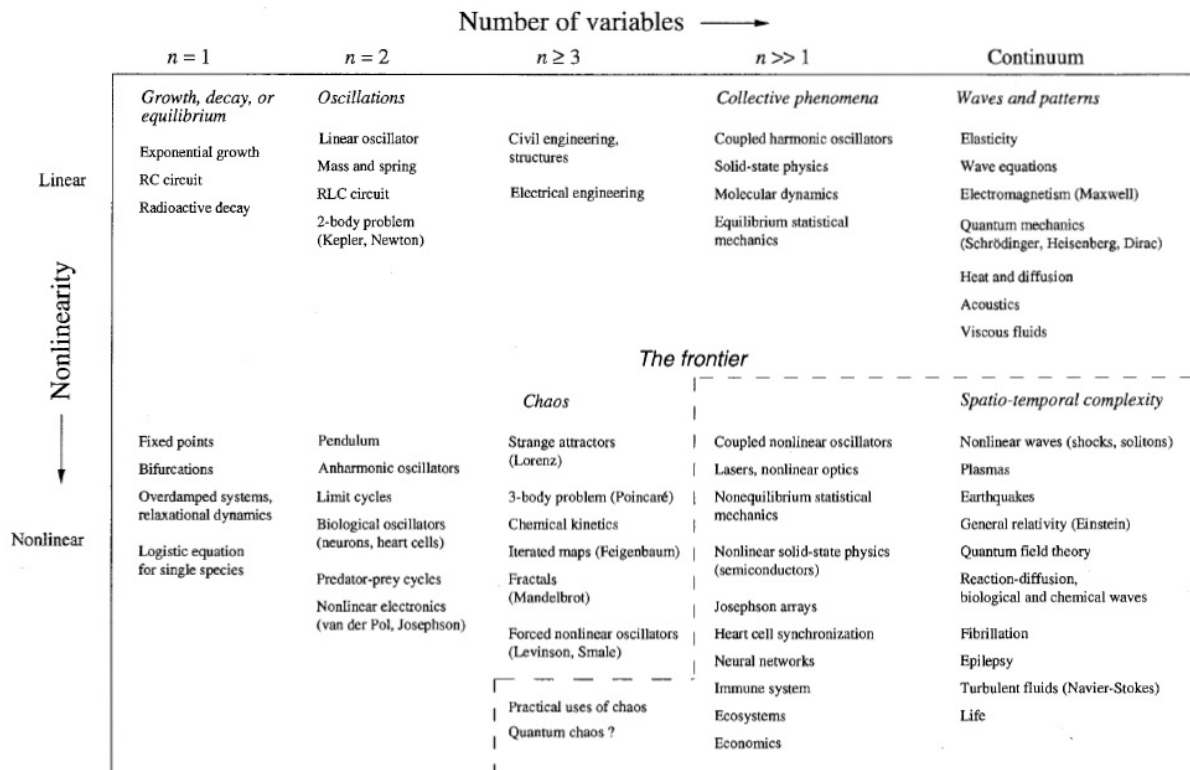 Number of variables
n = 1 n = 2 n ≥ 3 n >> 1 Continuum
Linear
Nonlinearity
Nonlinear
Growth, decay, or
equilibrium
Exponential growth
RC circuit
Radioactive decay
Oscillations
Linear oscillator
Mass and spring
RLC circuit
2-body problem
(Kepler, Newton)
Civil engineering,
structures
Electrical engineering
Collective phenomena
Coupled harmonic oscillators
Solid-state physics
Molecular dynamics
Equilibrium statistical
mechanics
Waves and patterns
Elasticity
Wave equations
Electromagnetism (Maxwell)
Quantum mechanics
(Schrödinger, Heisenberg, Dirac)
Heat and diffusion
Acoustics
Viscous fluids
The frontier
Fixed points
Bifurcations
Overdamped systems,
relaxational dynamics
Logistic equation
for single species
Pendulum
Anharmonic oscillators
Limit cycles
Biological oscillators
(neurons, heart cells)
Predator-prey cycles
Nonlinear electronics
(van der Pol, Josephson)
Chaos
Strange attractors
(Lorenz)
3-body problem (Poincaré)
Chemical kinetics
Iterated maps (Feigenbaum)
Fractals
(Mandelbrot)
Forced nonlinear oscillators
(Levinson, Smale)
Practical uses of chaos
Quantum chaos ?
Coupled nonlinear oscillators
Lasers, nonlinear optics
Nonequilibrium statistical
mechanics
Nonlinear solid-state physics
(semiconductors)
Josephson arrays
Heart cell synchronization
Neural networks
Immune system
Ecosystems
Economics
Spatio-temporal complexity
Nonlinear waves (shocks, solitons)
Plasmas
Earthquakes
General relativity (Einstein)
Quantum field theory
Reaction-diffusion,
biological and chemical waves
Fibrillation
Epilepsy
Turbulent fluids (Navier-Stokes)
Life